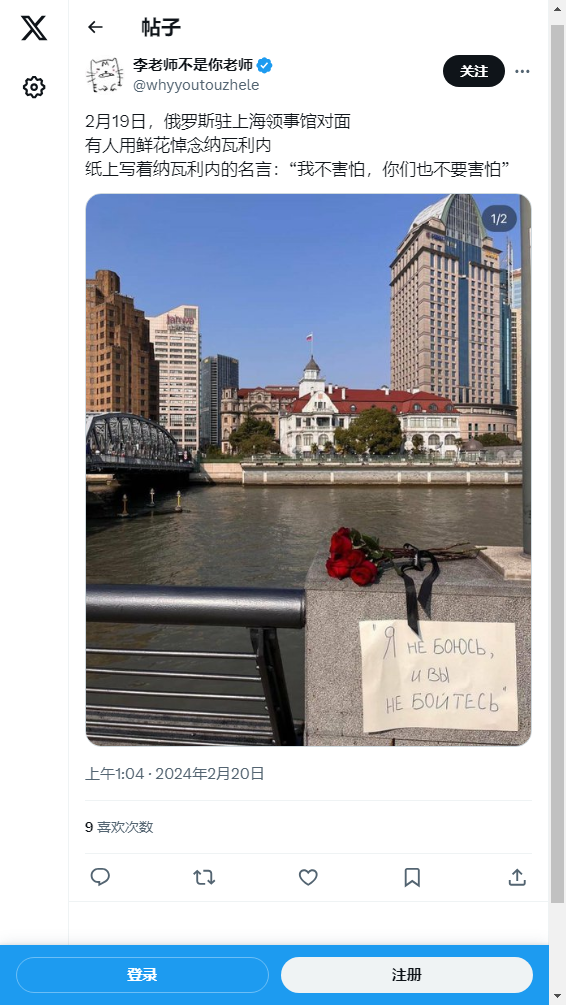 帖子
李老师不是你老师
@whyyoutouzhele
关注
2月19日，俄罗斯驻上海领事馆对面
有人用鲜花悼念纳瓦利内
纸上写着纳瓦利内的名言：“我不害怕，你们也不要害怕”
1/2
Jahwa
"Я НЕ БОЮСЬ,
И ВЫ
НЕ БОЙТЕСЬ"
上午1:04 · 2024年2月20日
9 喜欢次数
登录
注册